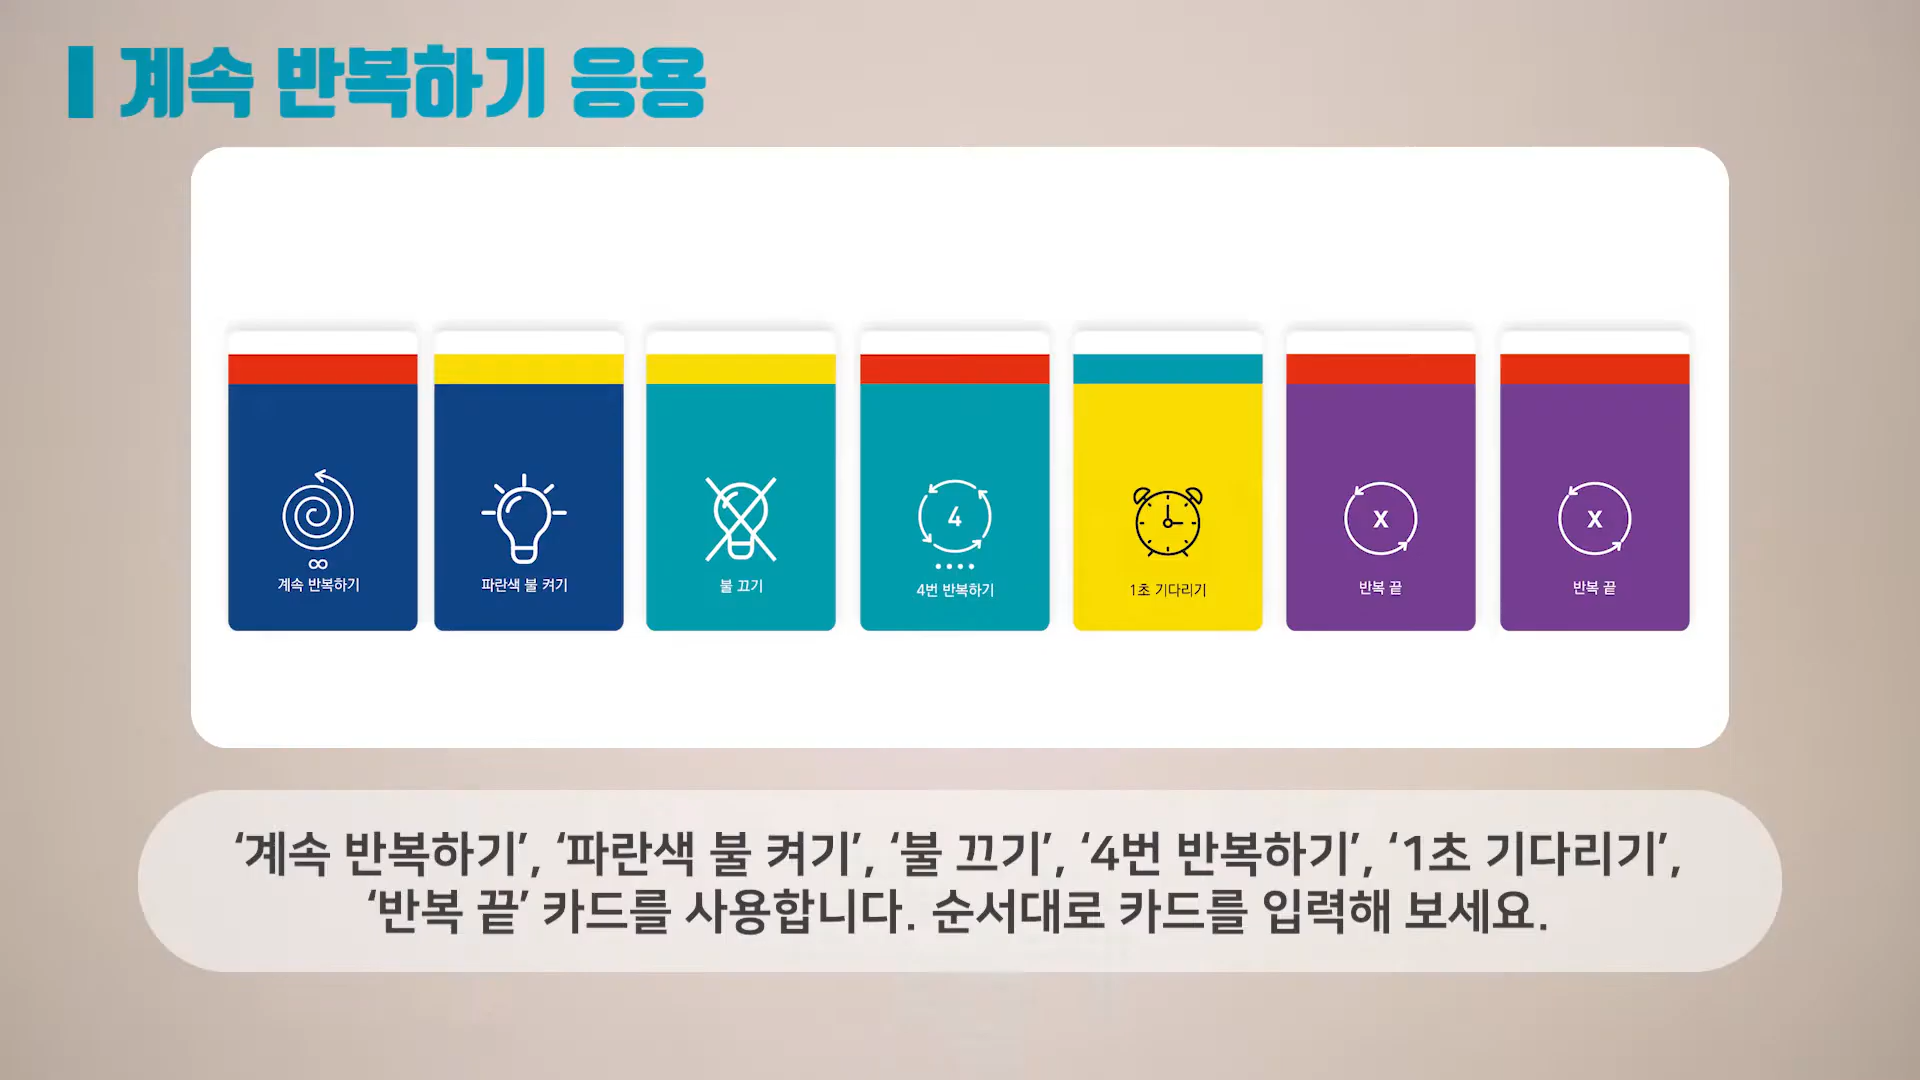 계속 반복하기 응용
∞
계속 반복하기
파란색 불 켜기
불 끄기
4
4번 반복하기
1초 기다리기
X
반복 끝
X
반복 끝
‘계속 반복하기’, ‘파란색 불 켜기’, ‘불 끄기’, ‘4번 반복하기’, ‘1초 기다리기’,
‘반복 끝’ 카드를 사용합니다. 순서대로 카드를 입력해 보세요.